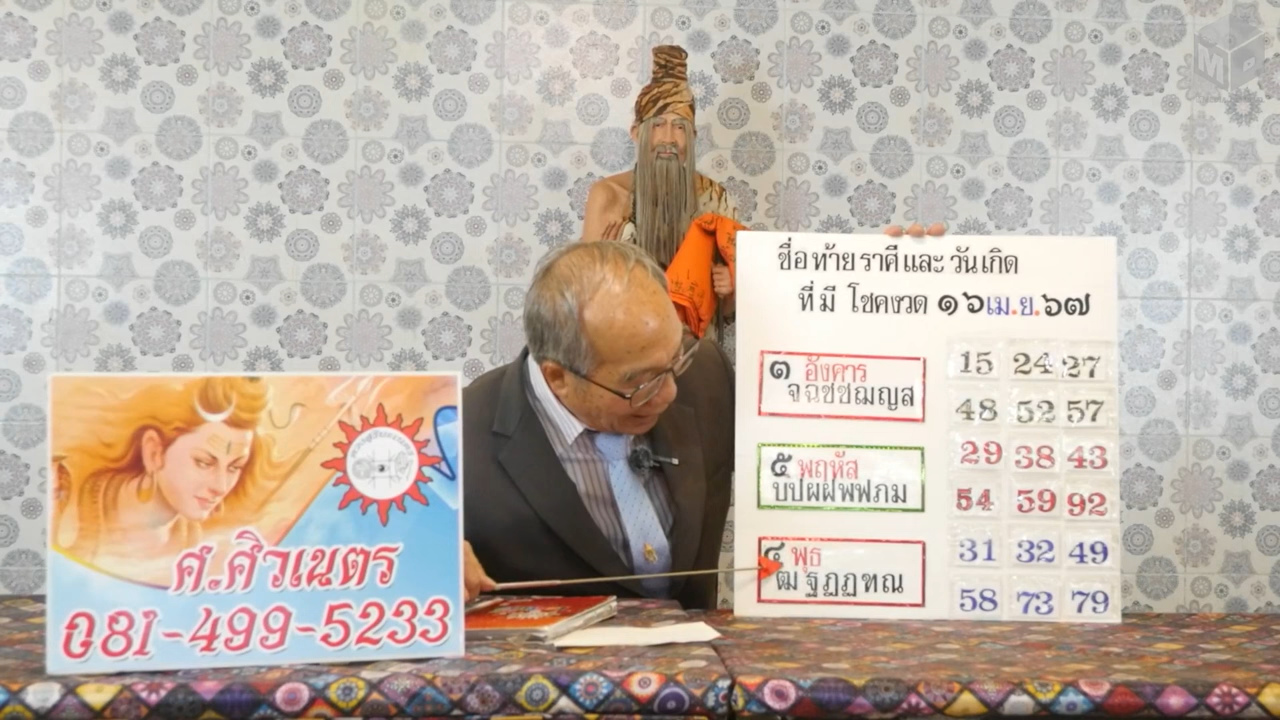 ชื่อท้ายราศีและวันเกิด
ที่มี โชคงวด ๑๖เม.ย.๖๗
๓ อังคาร
จฉชซฌญส
15 24 27
48 52 57
๕ พฤหัส
บปผฝพฟภม
29 38 43
54 59 92
๔ พุธ
ฒฐฎฏฑณ
31 32 49
58 73 79
ศ.ศิวเนตร
081-499-5233
M